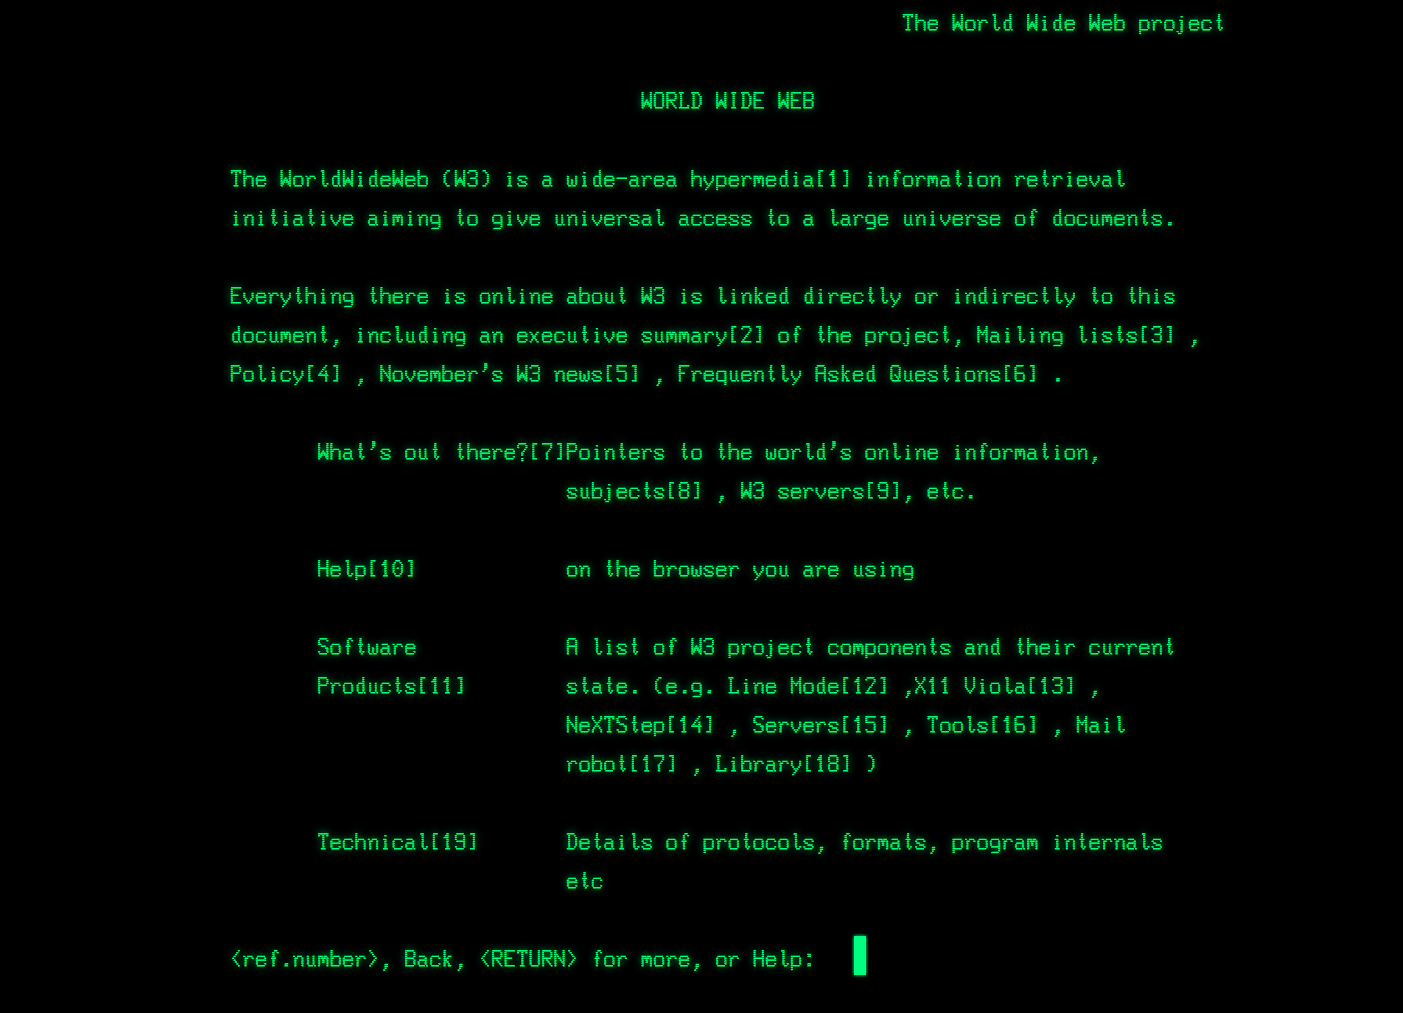 The World Wide Web project
WORLD WIDE WEB
The WorldWideWeb (W3) is a wide-area hypermedia[1] information retrieval
initiative aiming to give universal access to a large universe of documents.
Everything there is online about W3 is linked directly or indirectly to this
document, including an executive summary[2] of the project, Mailing lists[3] ,
Policy[4] , November's W3 news[5] , Frequently Asked Questions[6] .
What's out there?[7]Pointers to the world's online information,
subjects[8] , W3 servers[9], etc.
Help[10] on the browser you are using
Software A list of W3 project components and their current
Products[11] state. (e.g. Line Mode[12] ,X11 Viola[13] ,
NeXTStep[14] , Servers[15] , Tools[16] , Mail
robot[17] , Library[18] )
Technical[19] Details of protocols, formats, program internals
etc
<ref.number>, Back, <RETURN> for more, or Help: